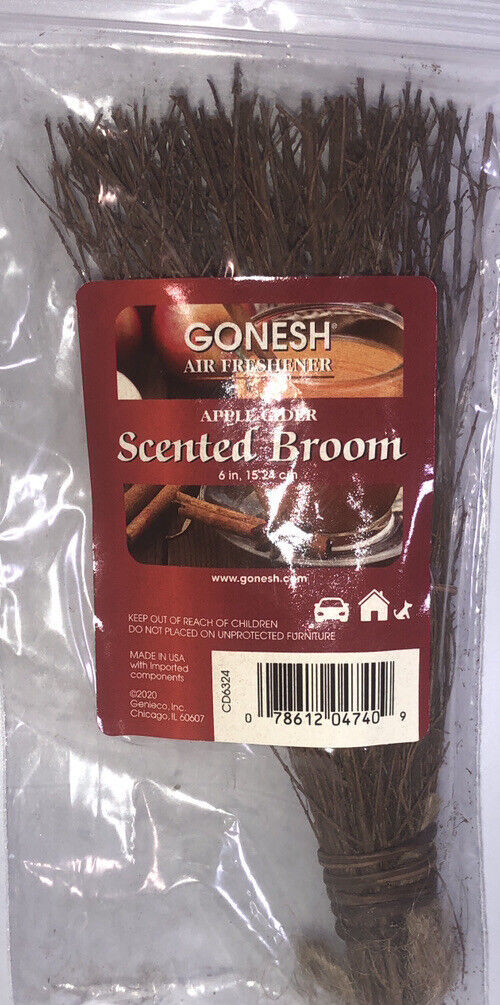 GONESH®
AIR FRESHENER
APPLE CIDER
Scented Broom
6 in, 15.24 cm
www.gonesh.com
KEEP OUT OF REACH OF CHILDREN
DO NOT PLACED ON UNPROTECTED FURNITURE
MADE IN USA
with Imported
components
©2020
Genieco, Inc.
Chicago, IL 60607
CD6324
0 78612 04740 9